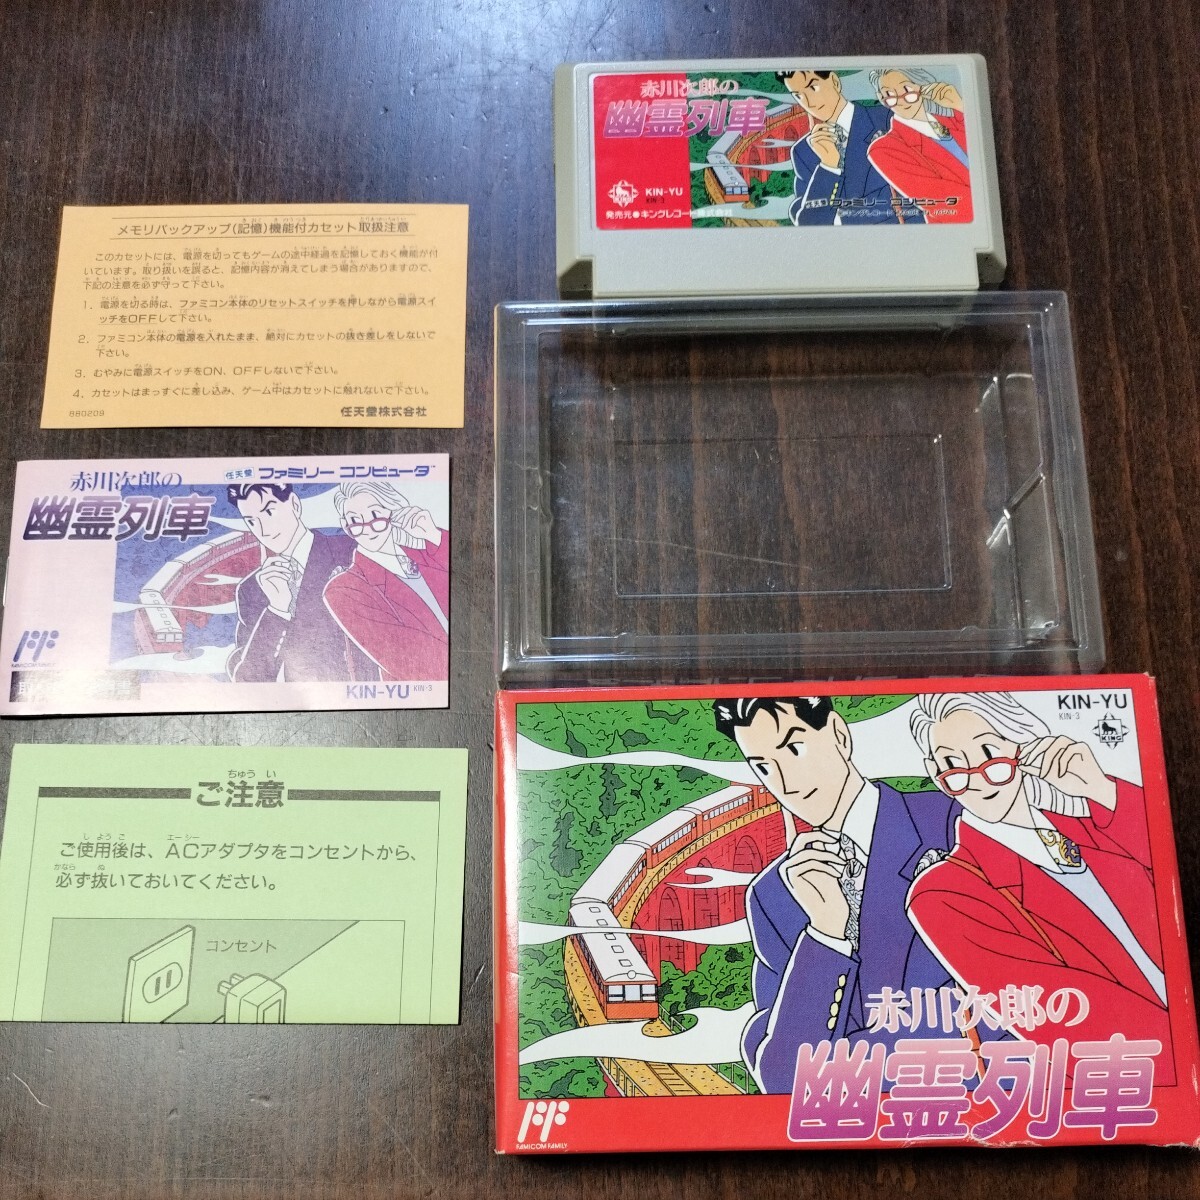 メモリバックアップ(記憶)機能付カセット取扱注意
このカセットには、電源を切ってもゲームの途中経過を記憶しておく機能が付
いています。取り扱いを誤ると、記憶内容が消えてしまう場合がありますので、
下記の注意を必ず守って下さい。
1. 電源を切る時は、ファミコン本体のリセットスイッチを押しながら電源スイ
ッチをOFFして下さい。
2. ファミコン本体の電源を入れたまま、絶対にカセットの抜き差しをしないで
下さい。
3. むやみに電源スイッチをON、OFFしないで下さい。
4. カセットはまっすぐに差し込み、ゲーム中はカセットに触れないで下さい。
880209
任天堂株式会社
赤川次郎の
幽霊列車
KING
KIN-YU
KIN-3
発売元●キングレコード株式会社
任天堂 ファミリー コンピュータ
赤川次郎の
任天堂 ファミリー コンピュータ™
幽霊列車
FAMICOM FAMILY
KIN-YU KIN-3
ちゅう い
ご注意
ご使用後は、ACアダプタをコンセントから、
必ず抜いておいてください。
コンセント
KIN-YU
KIN-3
KING
赤川次郎の
幽霊列車
FAMICOM FAMILY